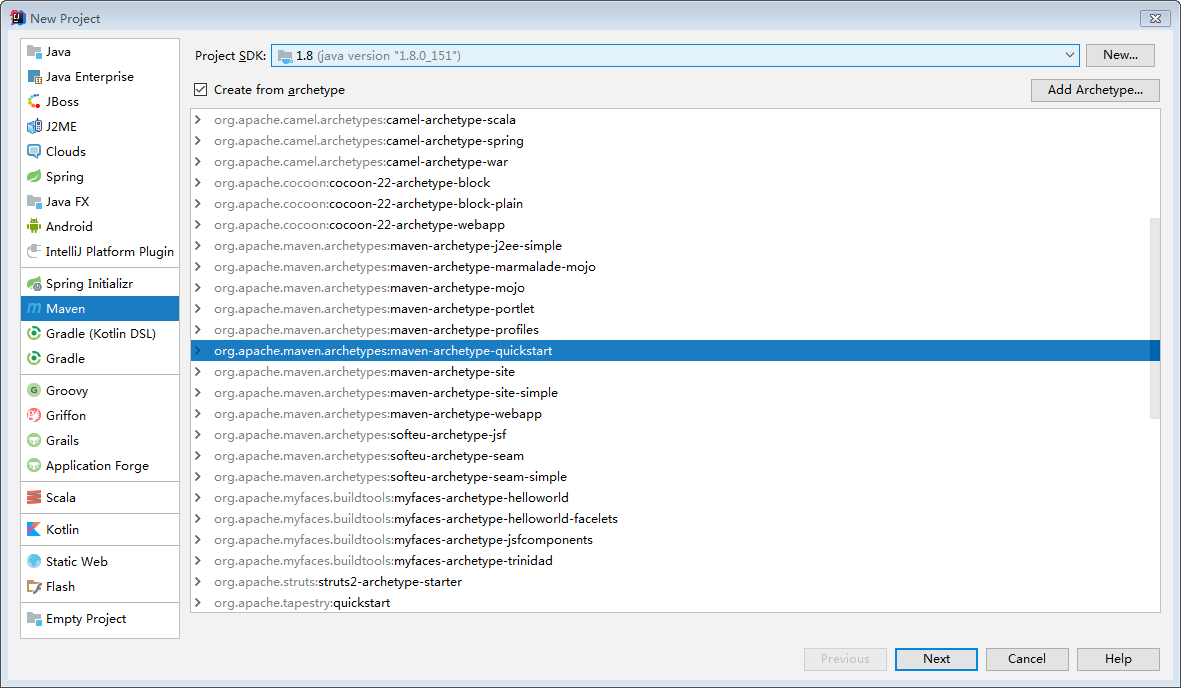 New Project
Java
Java Enterprise
JBoss
J2ME
Clouds
Spring
Java FX
Android
IntelliJ Platform Plugin
Spring Initializr
Maven
Gradle (Kotlin DSL)
Gradle
Groovy
Griffon
Grails
Application Forge
Scala
Kotlin
Static Web
Flash
Empty Project
Project SDK: 1.8 (java version "1.8.0_151") New...
Create from archetype Add Archetype...
org.apache.camel.archetypes:camel-archetype-scala
org.apache.camel.archetypes:camel-archetype-spring
org.apache.camel.archetypes:camel-archetype-war
org.apache.cocoon:cocoon-22-archetype-block
org.apache.cocoon:cocoon-22-archetype-block-plain
org.apache.cocoon:cocoon-22-archetype-webapp
org.apache.maven.archetypes:maven-archetype-j2ee-simple
org.apache.maven.archetypes:maven-archetype-marmalade-mojo
org.apache.maven.archetypes:maven-archetype-mojo
org.apache.maven.archetypes:maven-archetype-portlet
org.apache.maven.archetypes:maven-archetype-profiles
org.apache.maven.archetypes:maven-archetype-quickstart
org.apache.maven.archetypes:maven-archetype-site
org.apache.maven.archetypes:maven-archetype-site-simple
org.apache.maven.archetypes:maven-archetype-webapp
org.apache.maven.archetypes:softeu-archetype-jsf
org.apache.maven.archetypes:softeu-archetype-seam
org.apache.maven.archetypes:softeu-archetype-seam-simple
org.apache.myfaces.buildtools:myfaces-archetype-helloworld
org.apache.myfaces.buildtools:myfaces-archetype-helloworld-facelets
org.apache.myfaces.buildtools:myfaces-archetype-jsfcomponents
org.apache.myfaces.buildtools:myfaces-archetype-trinidad
org.apache.struts:struts2-archetype-starter
org.apache.tapestry:quickstart
Previous Next Cancel Help